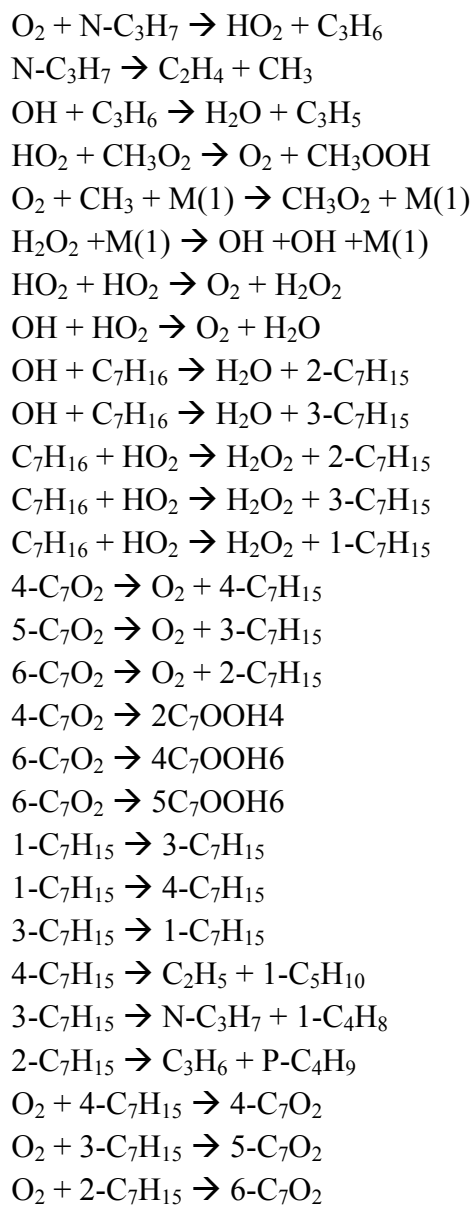 O₂ + N-C₃H₇ → HO₂ + C₃H₆
N-C₃H₇ → C₂H₄ + CH₃
OH + C₃H₆ → H₂O + C₃H₅
HO₂ + CH₃O₂ → O₂ + CH₃OOH
O₂ + CH₃ + M(1) → CH₃O₂ + M(1)
H₂O₂ +M(1) → OH +OH +M(1)
HO₂ + HO₂ → O₂ + H₂O₂
OH + HO₂ → O₂ + H₂O
OH + C₇H₁₆ → H₂O + 2-C₇H₁₅
OH + C₇H₁₆ → H₂O + 3-C₇H₁₅
C₇H₁₆ + HO₂ → H₂O₂ + 2-C₇H₁₅
C₇H₁₆ + HO₂ → H₂O₂ + 3-C₇H₁₅
C₇H₁₆ + HO₂ → H₂O₂ + 1-C₇H₁₅
4-C₇O₂ → O₂ + 4-C₇H₁₅
5-C₇O₂ → O₂ + 3-C₇H₁₅
6-C₇O₂ → O₂ + 2-C₇H₁₅
4-C₇O₂ → 2C₇OOH4
6-C₇O₂ → 4C₇OOH6
6-C₇O₂ → 5C₇OOH6
1-C₇H₁₅ → 3-C₇H₁₅
1-C₇H₁₅ → 4-C₇H₁₅
3-C₇H₁₅ → 1-C₇H₁₅
4-C₇H₁₅ → C₂H₅ + 1-C₅H₁₀
3-C₇H₁₅ → N-C₃H₇ + 1-C₄H₈
2-C₇H₁₅ → C₃H₆ + P-C₄H₉
O₂ + 4-C₇H₁₅ → 4-C₇O₂
O₂ + 3-C₇H₁₅ → 5-C₇O₂
O₂ + 2-C₇H₁₅ → 6-C₇O₂